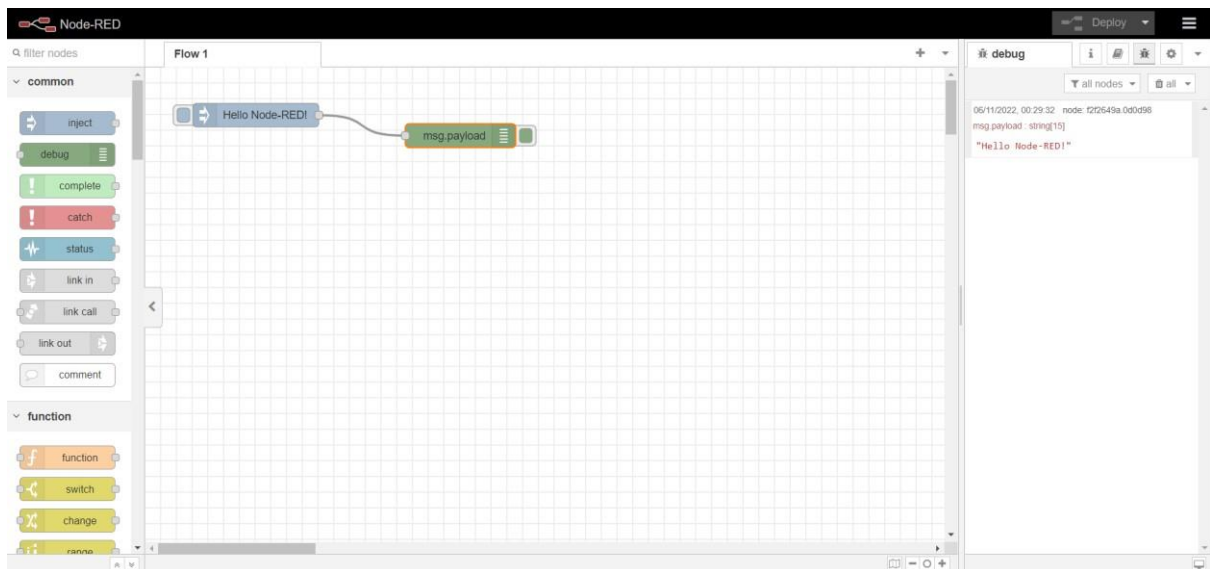 Node-RED
Deploy
filter nodes
Flow 1
debug
i
all nodes
all
common
inject
debug
complete
catch
status
link in
link call
link out
comment
function
function
switch
change
range
Hello Node-RED!
msg.payload
06/11/2022, 00:29:32 node: f2f2649a.0d0d98
msg.payload : string[15]
"Hello Node-RED!"